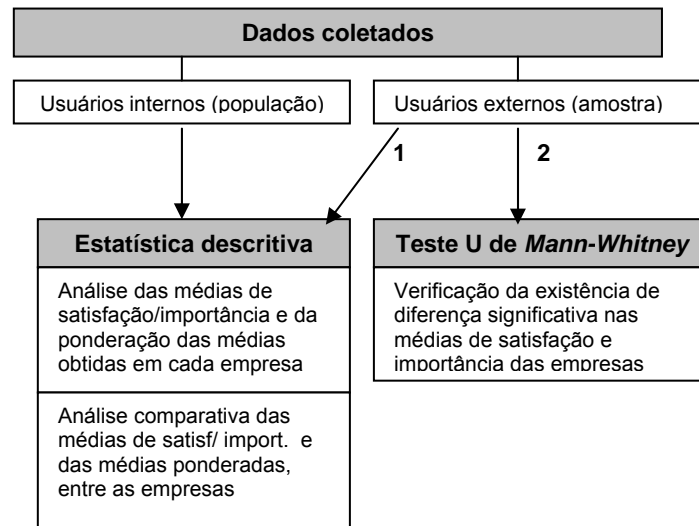 Dados coletados
Usuários internos (população)
Usuários externos (amostra)
1
2
Estatística descritiva
Análise das médias de
satisfação/importância e da
ponderação das médias
obtidas em cada empresa
Análise comparativa das
médias de satisf/ import. e
das médias ponderadas,
entre as empresas
Teste U de Mann-Whitney
Verificação da existência de
diferença significativa nas
médias de satisfação e
importância das empresas